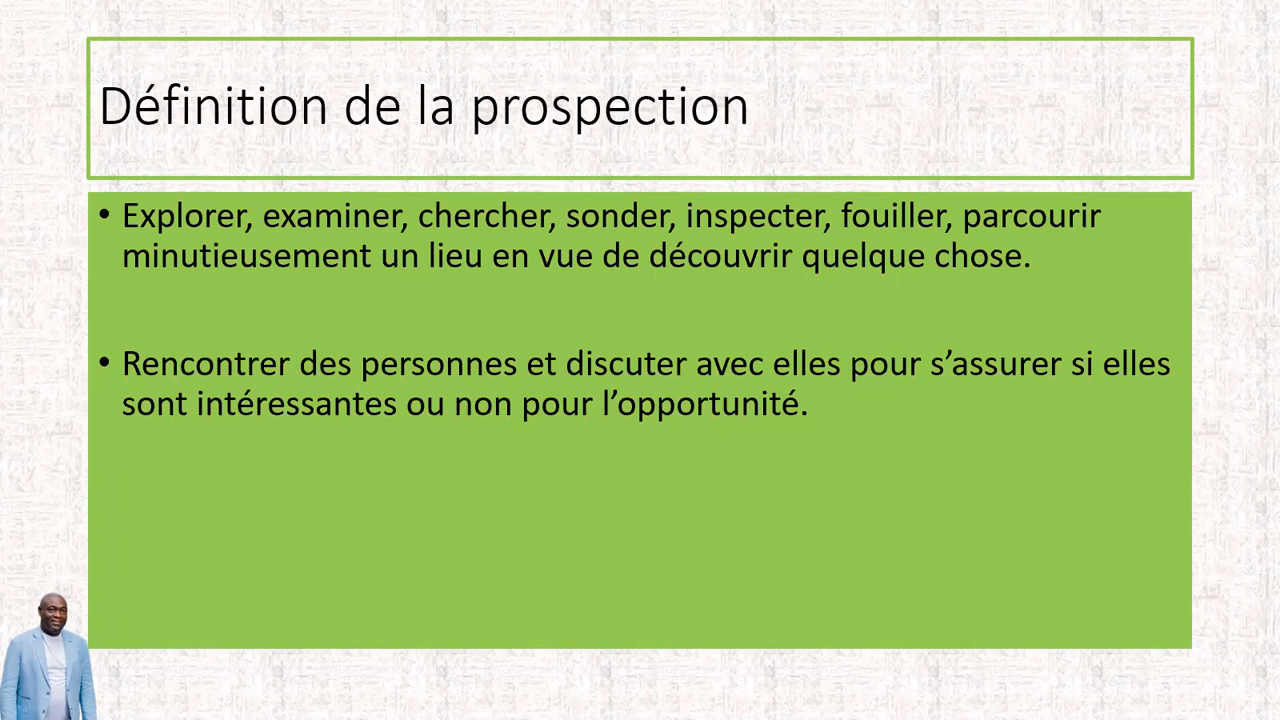 Définition de la prospection
• Explorer, examiner, chercher, sonder, inspecter, fouiller, parcourir
minutieusement un lieu en vue de découvrir quelque chose.
• Rencontrer des personnes et discuter avec elles pour s’assurer si elles
sont intéressantes ou non pour l’opportunité.